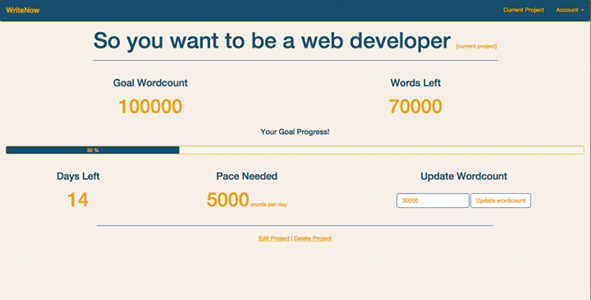 WriteNow Current Project Account
So you want to be a web developer [current project]
Goal Wordcount Words Left
100000 70000
Your Goal Progress!
30 %
Days Left Pace Needed Update Wordcount
14 5000 words per day 30000 Update wordcount
Edit Project | Delete Project